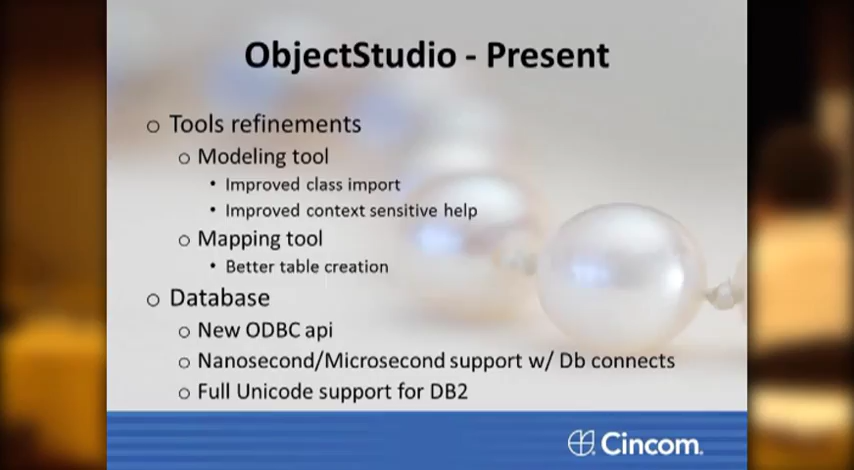 ObjectStudio - Present
○ Tools refinements
○ Modeling tool
• Improved class import
• Improved context sensitive help
○ Mapping tool
• Better table creation
○ Database
○ New ODBC api
○ Nanosecond/Microsecond support w/ Db connects
○ Full Unicode support for DB2
Cincom.